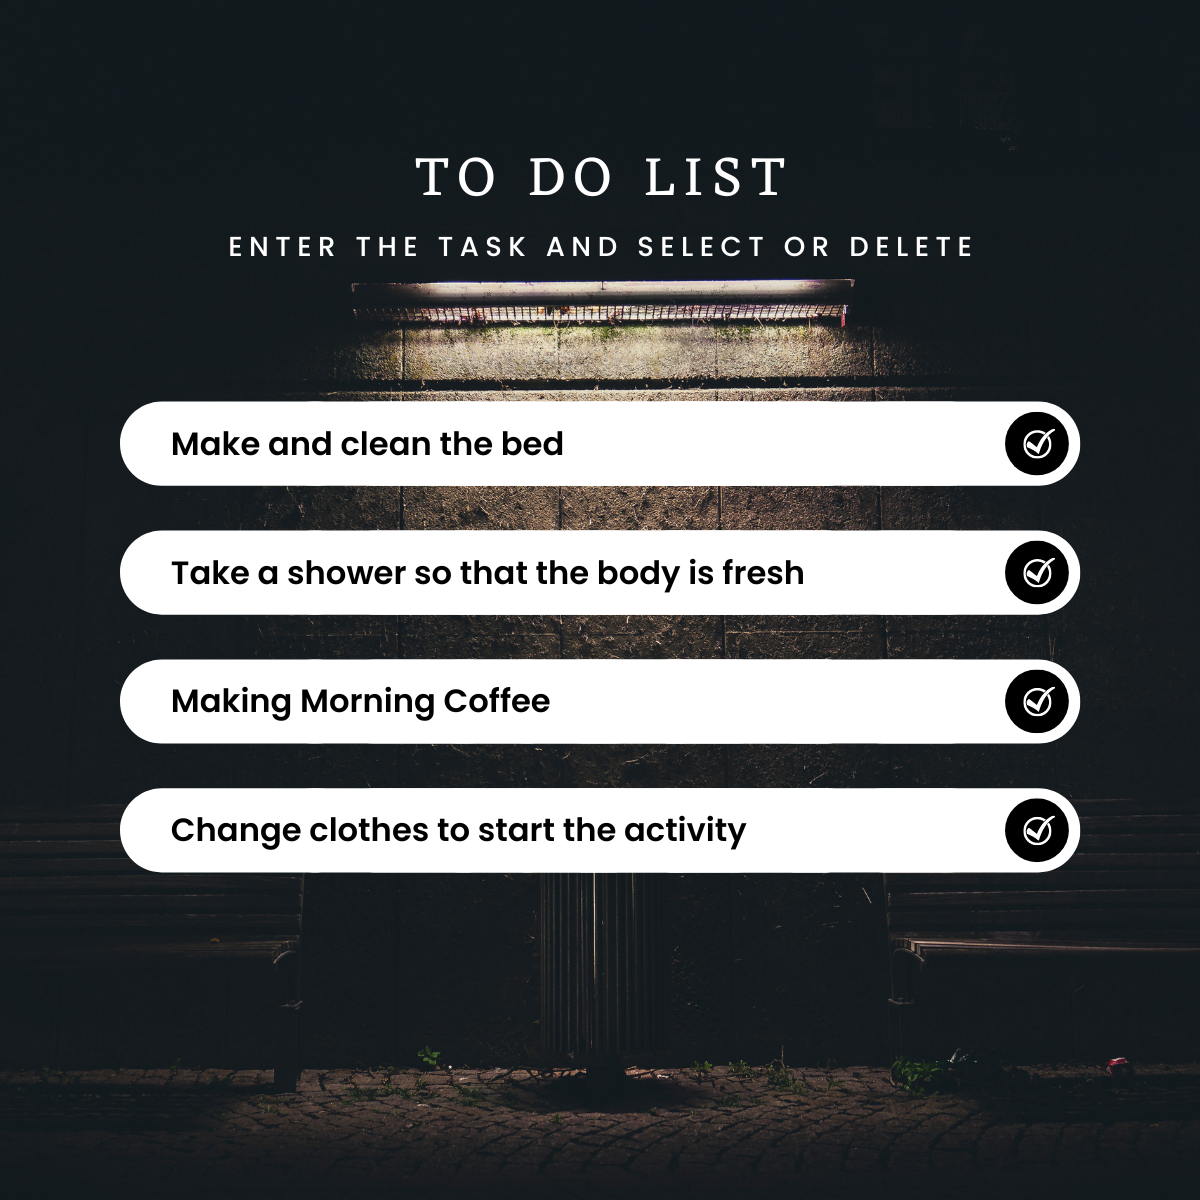 TO DO LIST
ENTER THE TASK AND SELECT OR DELETE
Make and clean the bed
Take a shower so that the body is fresh
Making Morning Coffee
Change clothes to start the activity